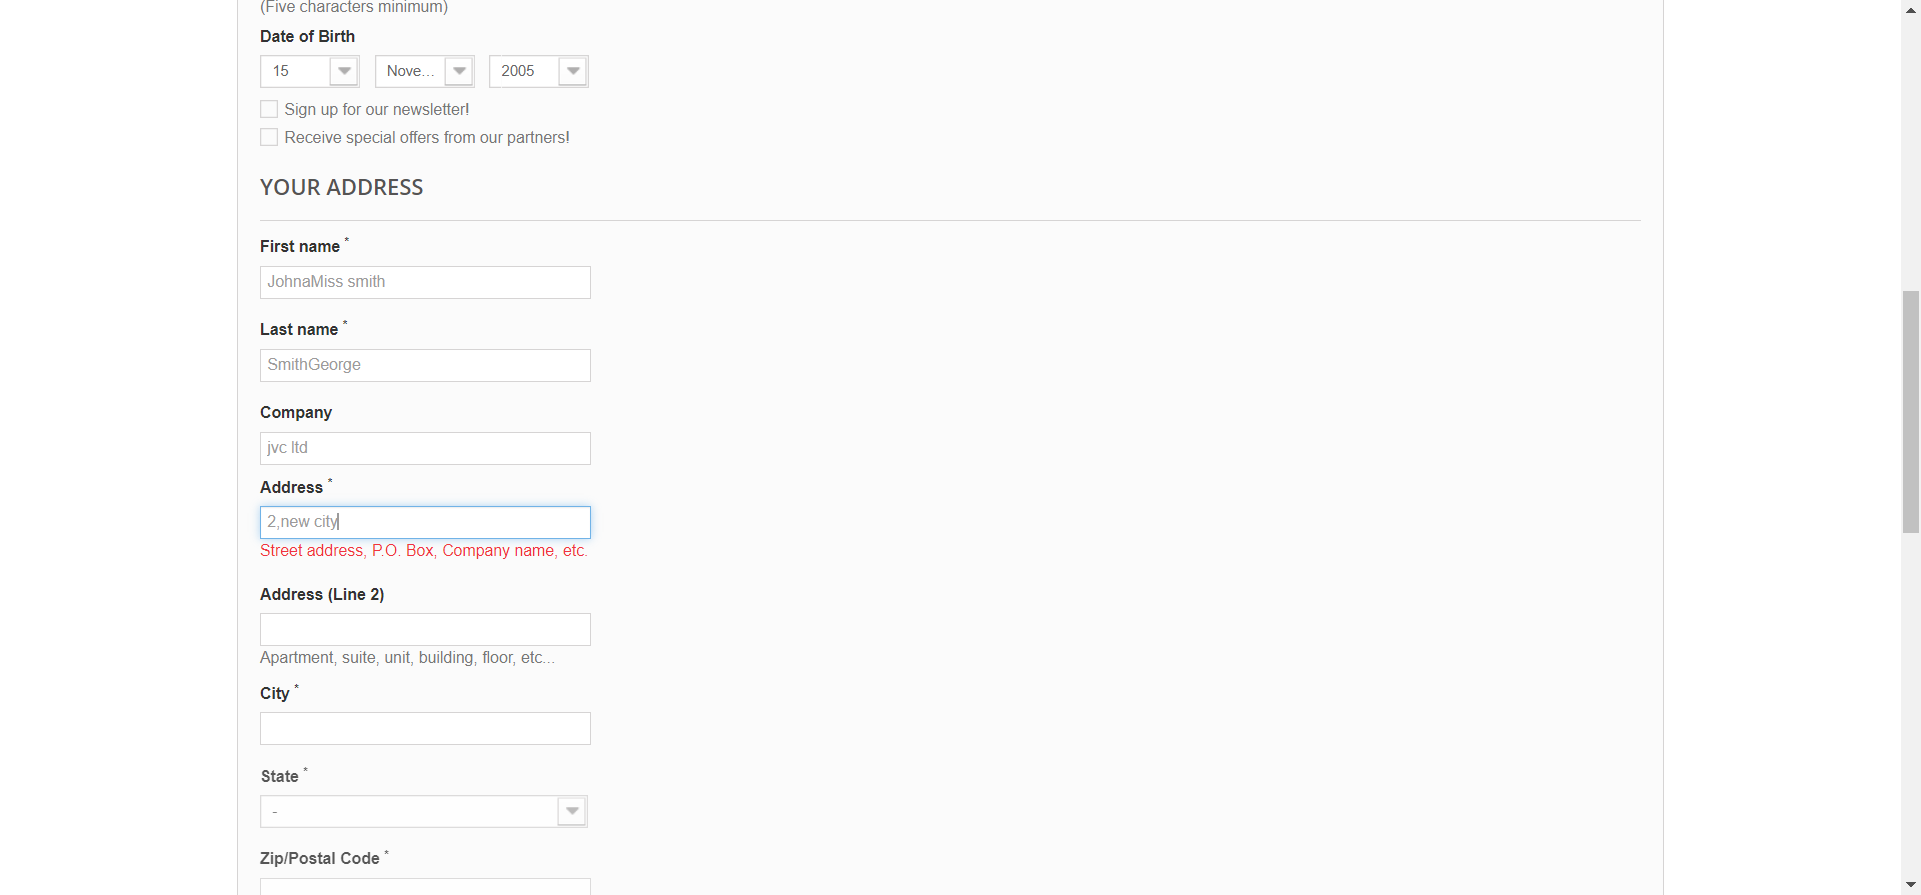 (Five characters minimum)
Date of Birth
15 Nove... 2005
Sign up for our newsletter!
Receive special offers from our partners!
YOUR ADDRESS
First name *
JohnaMiss smith
Last name *
SmithGeorge
Company
jvc ltd
Address *
2,new city
Street address, P.O. Box, Company name, etc.
Address (Line 2)
Apartment, suite, unit, building, floor, etc...
City *
State *
-
Zip/Postal Code *